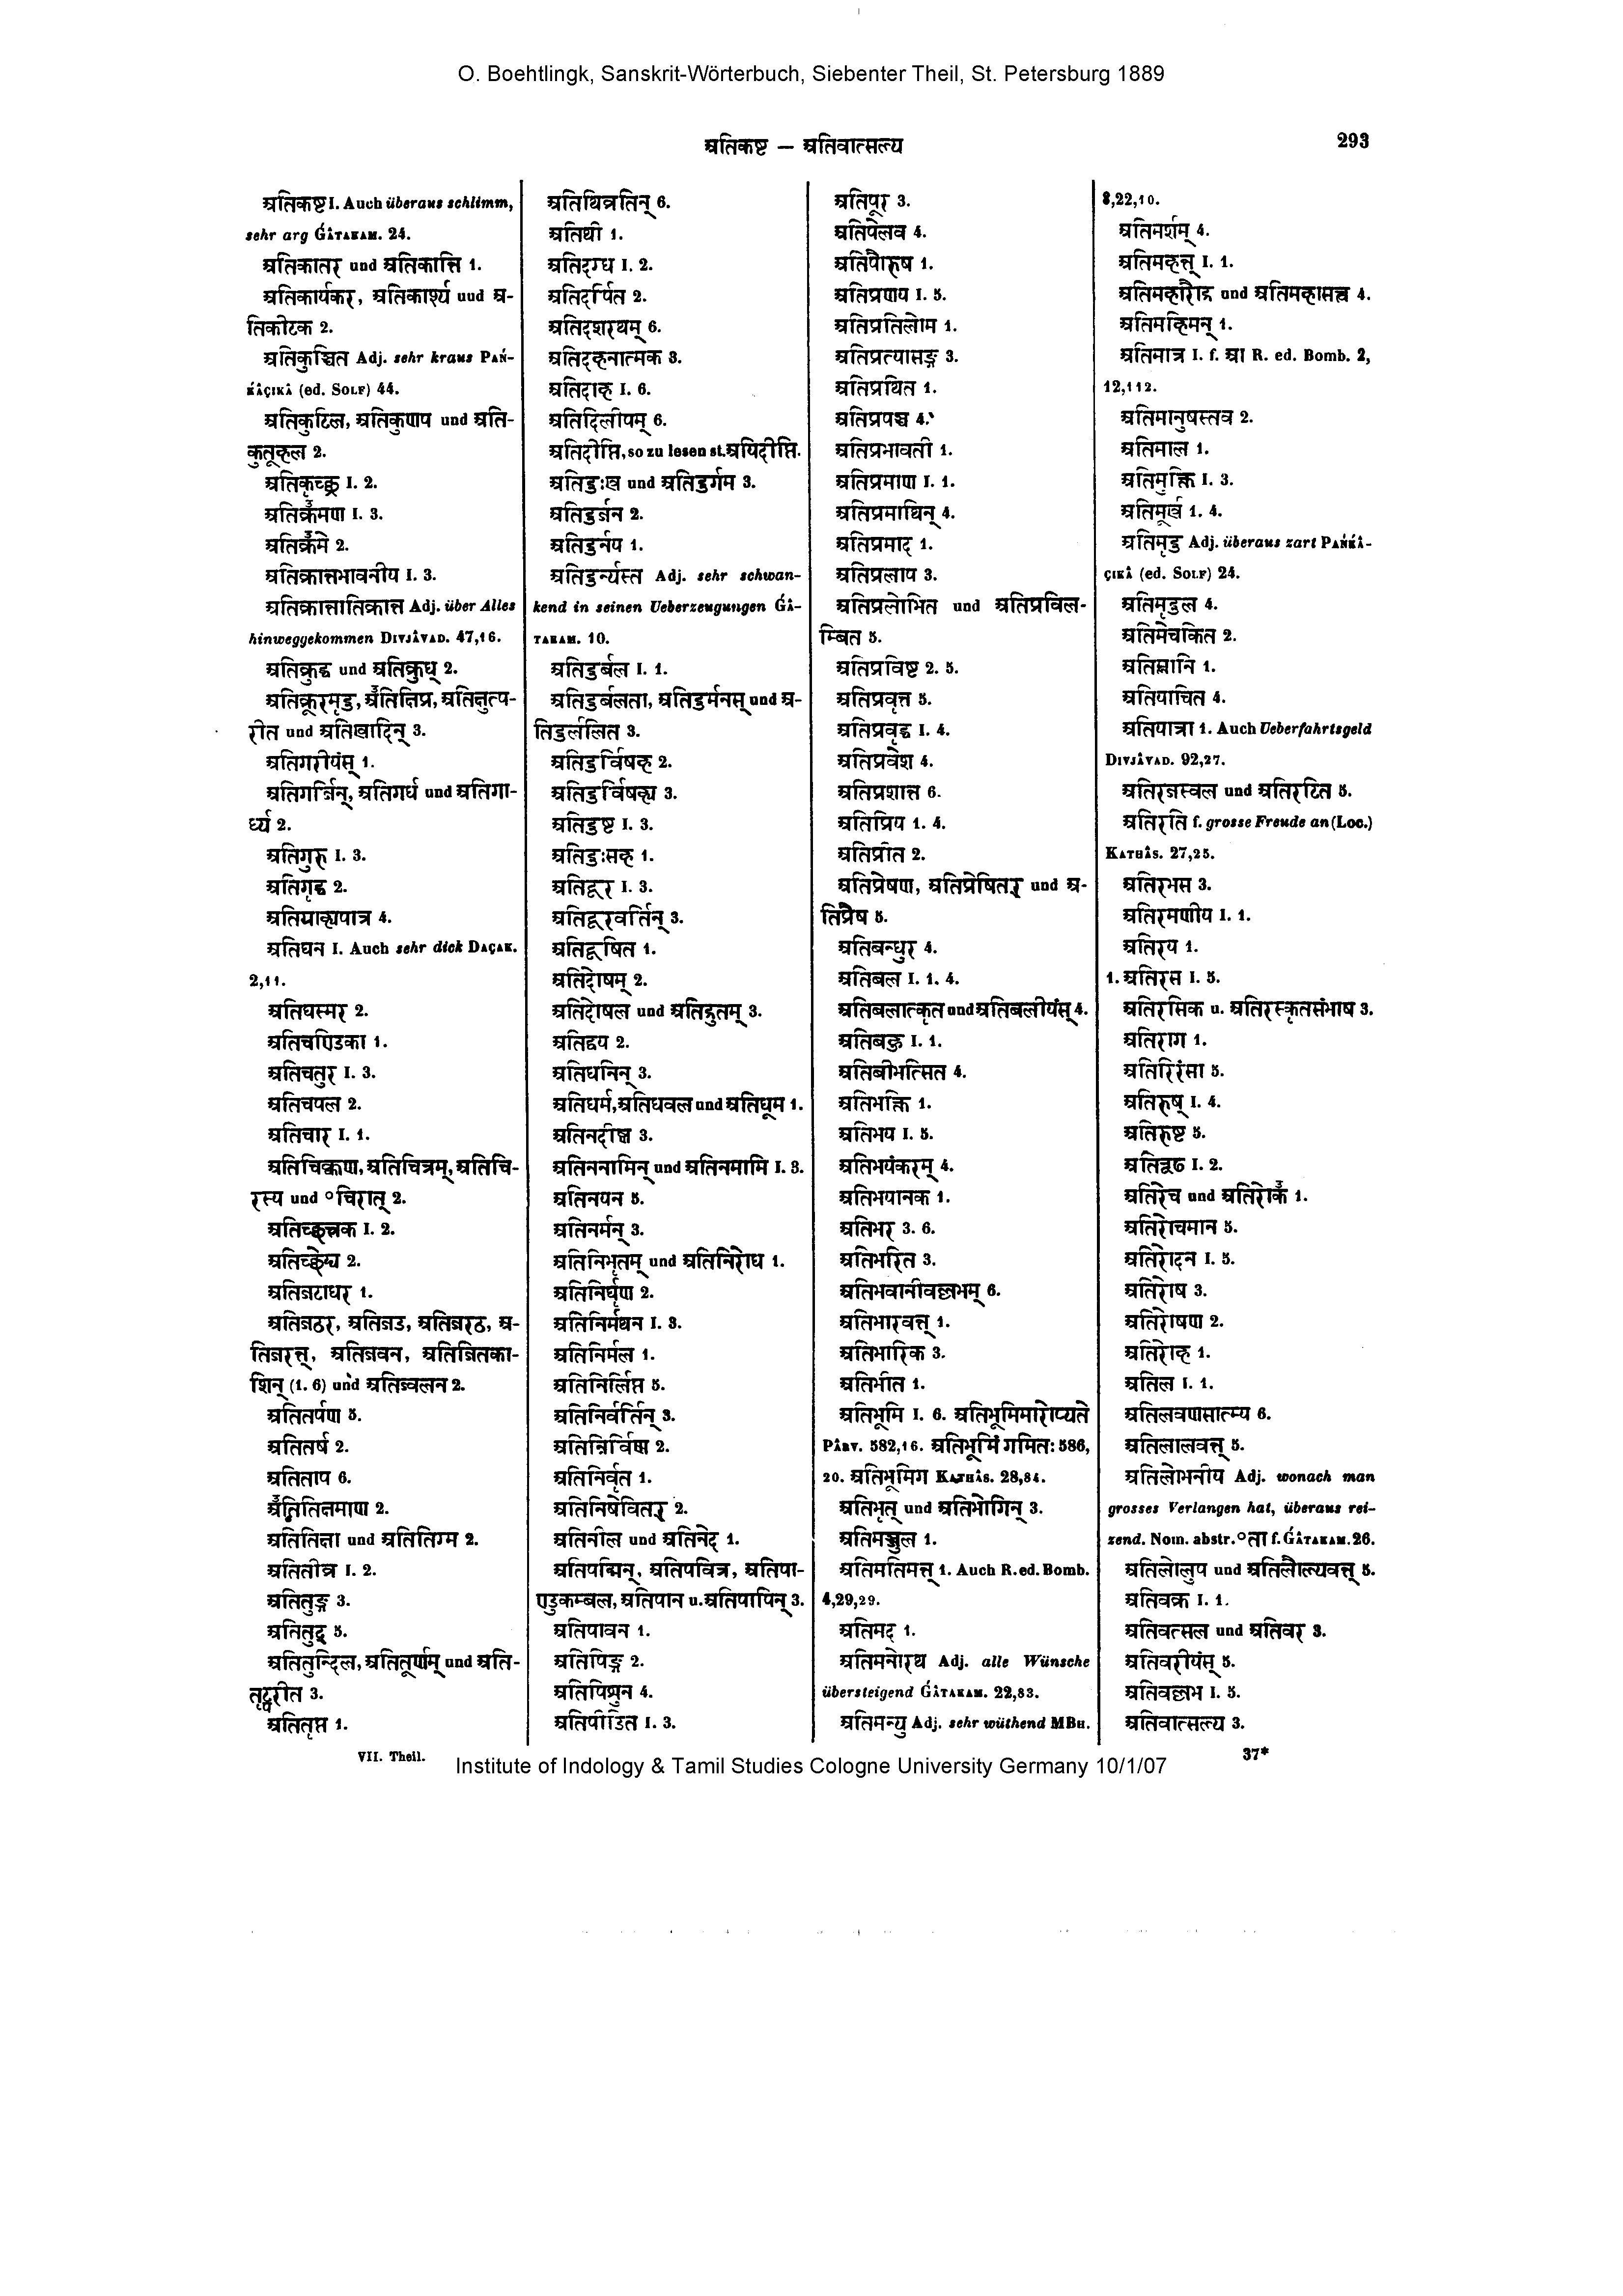 O. Boehtlingk, Sanskrit-Wörterbuch, Siebenter Theil, St. Petersburg 1889
अतिकष्ट — अतिवात्सल्य
293
अतिकष्ट I. Auch überaus schlimm,
sehr arg Ǵâtakam. 24.
अतिकातर und अतिकान्ति 1.
अतिकार्यकर, अतिकार्श्य und अ-
तिकीटक 2.
अतिकुञ्चित Adj. sehr kraus Pań-
ḱâçikâ (ed. Solf) 44.
अतिकुटिल, अतिकुणप und अति-
कुतूहल 2.
अतिकृच्छ्र I. 2.
अतिक्रमण I. 3.
अतिक्रमे 2.
अतिक्रान्तभावनीय I. 3.
अतिक्रान्तातिक्रान्त Adj. über Alles
hinweggekommen Divjâvad. 47,16.
अतिक्रुद्ध und अतिक्रुध् 2.
अतिक्रूरमृदु, अतिक्षिप्र, अतिक्षुत्प-
रीत und अतिखादिन् 3.
अतिगरीयंस् 1.
अतिगर्जिन्, अतिगर्ध und अतिगा-
र्ध्य 2.
अतिगुरु I. 3.
अतिगृद्ध 2.
अतिग्राह्यपात्र 4.
अतिघन I. Auch sehr dick Daçak.
2,11.
अतिघस्मर 2.
अतिचण्डिका 1.
अतिचतुर I. 3.
अतिचपल 2.
अतिचार I. 1.
अतिचिक्कण, अतिचित्रम्, अतिचि-
रस्य und °चिरात् 2.
अतिच्छत्त्रक I. 2.
अतिच्छेद्य 2.
अतिजटाधर 1.
अतिजठर, अतिजड, अतिजरठ, अ-
तिजरत्त्, अतिजवन, अतिजितका-
शिन् (1. 6) und अतिज्वलन 2.
अतितर्पण 5.
अतितर्ष 2.
अतिताप 6.
अतितिक्षमाण 2.
अतितिक्षा und अतितिग्म 2.
अतितीव्र I. 2.
अतितुङ्ग 3.
अतितुद् 5.
अतितुन्दिल, अतितूर्णम् und अति-
तृट्परीत 3.
अतितृप्त 1.
अतिथिव्रतिन् 6.
अतिथी 1.
अतिदग्ध I. 2.
अतिदर्पित 2.
अतिदशरथम् 6.
अतिदहनात्मक 3.
अतिदाह I. 6.
अतिदिलीपम् 6.
अतिदीप्ति, so zu lesen st. अयिदीप्ति.
अतिदुःख und अतिदुर्गम 3.
अतिदुर्जन 2.
अतिदुर्नय 1.
अतिदुर्न्यस्त Adj. sehr schwan-
kend in seinen Ueberzeugungen Ǵâ-
takam. 10.
अतिदुर्बल I. 1.
अतिदुर्बलता, अतिदुर्मनस् und अ-
तिदुर्ललित 3.
अतिदुर्विषह 2.
अतिदुर्विषह्य 3.
अतिदुष्ट I. 3.
अतिदुःसह 1.
अतिदूर I. 3.
अतिदूरवर्तिन् 3.
अतिदूषित 1.
अतिदोषम् 2.
अतिदोषल und अतिद्रुतम् 3.
अतिद्वय 2.
अतिधनिन् 3.
अतिधर्म, अतिधवल und अतिधूम 1.
अतिनदीष्ण 3.
अतिननामिन् und अतिनमामि I. 3.
अतिनयन 5.
अतिनर्मन् 3.
अतिनिभृतम् und अतिनिरोध 1.
अतिनिर्घृण 2.
अतिनिर्मथन I. 3.
अतिनिर्मल 1.
अतिनिर्लिप्त 5.
अतिनिर्वर्तिन् 3.
अतिनिर्विण्ण 2.
अतिनिर्वृत 1.
अतिनिषेवितर् 2.
अतिनील und अतिनेद् 1.
अतिपद्मिन्, अतिपवित्र, अतिपा-
ण्डुकम्बल, अतिपान u. अतिपापिन् 3.
अतिपावन 1.
अतिपिङ्ग 2.
अतिपिशुन 4.
अतिपीडित I. 3.
अतिपूर 3.
अतिपेलव 4.
अतिपौरुष 1.
अतिप्रणय I. 5.
अतिप्रतिलोम 1.
अतिप्रत्यासङ्ग 3.
अतिप्रथित 1.
अतिप्रपञ्च 4.
अतिप्रभावती 1.
अतिप्रमाण I. 1.
अतिप्रमाथिन् 4.
अतिप्रमाद 1.
अतिप्रलाप 3.
अतिप्रलोभित und अतिप्रविल-
म्बित 5.
अतिप्रविष्ट 2. 5.
अतिप्रवृत्त 5.
अतिप्रवृद्ध I. 4.
अतिप्रवेश 4.
अतिप्रशान्त 6.
अतिप्रिय 1. 4.
अतिप्रीत 2.
अतिप्रेषण, अतिप्रेषितर् und अ-
तिप्रैष 5.
अतिबन्धुर 4.
अतिबल I. 1. 4.
अतिबलात्कृत und अतिबलीयंस् 4.
अतिबहु I. 1.
अतिबीभत्सित 4.
अतिभक्ति 1.
अतिभय I. 5.
अतिभयंकरम् 4.
अतिभयानक 1.
अतिभर 3. 6.
अतिभरित 3.
अतिभवानीवल्लभम् 6.
अतिभारवत्त् 1.
अतिभारिक 3.
अतिभीत 1.
अतिभूमि I. 6. अतिभूमिमारोप्यते
Pârv. 582,16. अतिभूमिं गमितः 586,
20. अतिभूमिग Kathâs. 28,84.
अतिभृत् und अतिभोगिन् 3.
अतिमञ्जुल 1.
अतिमतिमत्त् 1. Auch R. ed. Bomb.
4,29,29.
अतिमद 1.
अतिमनोरथ Adj. alle Wünsche
übersteigend Ǵâtakam. 22,83.
अतिमन्यु Adj. sehr wüthend MBh.
8,22,10.
अतिमर्शम् 4.
अतिमहत्त् I. 1.
अतिमहारौद्र und अतिमहासत्त्व 4.
अतिमहिमन् 1.
अतिमात्र I. f. त्रा R. ed. Bomb. 2,
12,112.
अतिमानुषस्तव 2.
अतिमाल 1.
अतिमुक्ति I. 3.
अतिमूर्ख 1. 4.
अतिमृदु Adj. überaus zart Pańḱâ-
çikâ (ed. Solf) 24.
अतिमृदुल 4.
अतिमेचकित 2.
अतिम्लानि 1.
अतियाचित 4.
अतियात्रा 1. Auch Ueberfahrtsgeld
Divjâvad. 92,27.
अतिरजस्वल und अतिरटित 5.
अतिरति f. grosse Freude an (Loc.)
Kathâs. 27,25.
अतिरभस 3.
अतिरमणीय I. 1.
अतिरय 1.
1. अतिरस I. 5.
अतिरसिक u. अतिरस्कृतसंभाष 3.
अतिराग 1.
अतिरिरंसा 5.
अतिरुष् I. 4.
अतिरुष्ट 5.
अतिरूढ I. 2.
अतिरेच und अतिरोक 1.
अतिरोचमान 5.
अतिरोदन I. 5.
अतिरोष 3.
अतिरोषण 2.
अतिरोह 1.
अतिल I. 1.
अतिलवणसात्म्य 6.
अतिलालवत्त् 5.
अतिलोभनीय Adj. wonach man
grosses Verlangen hat, überaus rei-
zend. Nom. abstr. °ता f. Ǵâtakam. 26.
अतिलोलुप und अतिलौल्यवत्त् 5.
अतिवक्र I. 1.
अतिवत्सल und अतिवर 3.
अतिवरीयंस् 5.
अतिवल्लभ I. 5.
अतिवात्सल्य 3.
VII. Theil.
37*
Institute of Indology & Tamil Studies Cologne University Germany 10/1/07